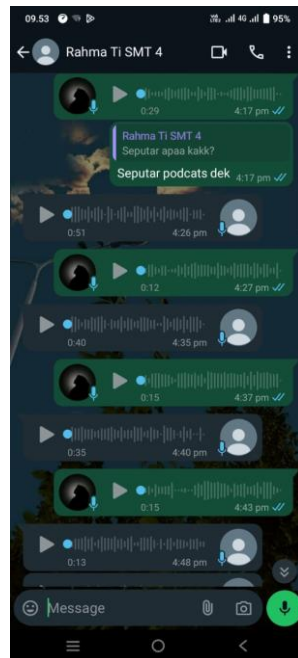 09.53 4G 95%
Rahma Ti SMT 4
0:29 4:17 pm
Rahma Ti SMT 4
Seputar apaa kakk?
Seputar podcats dek 4:17 pm
0:51 4:26 pm
0:12 4:27 pm
0:40 4:35 pm
0:15 4:37 pm
0:35 4:40 pm
0:15 4:43 pm
0:13 4:48 pm
Message